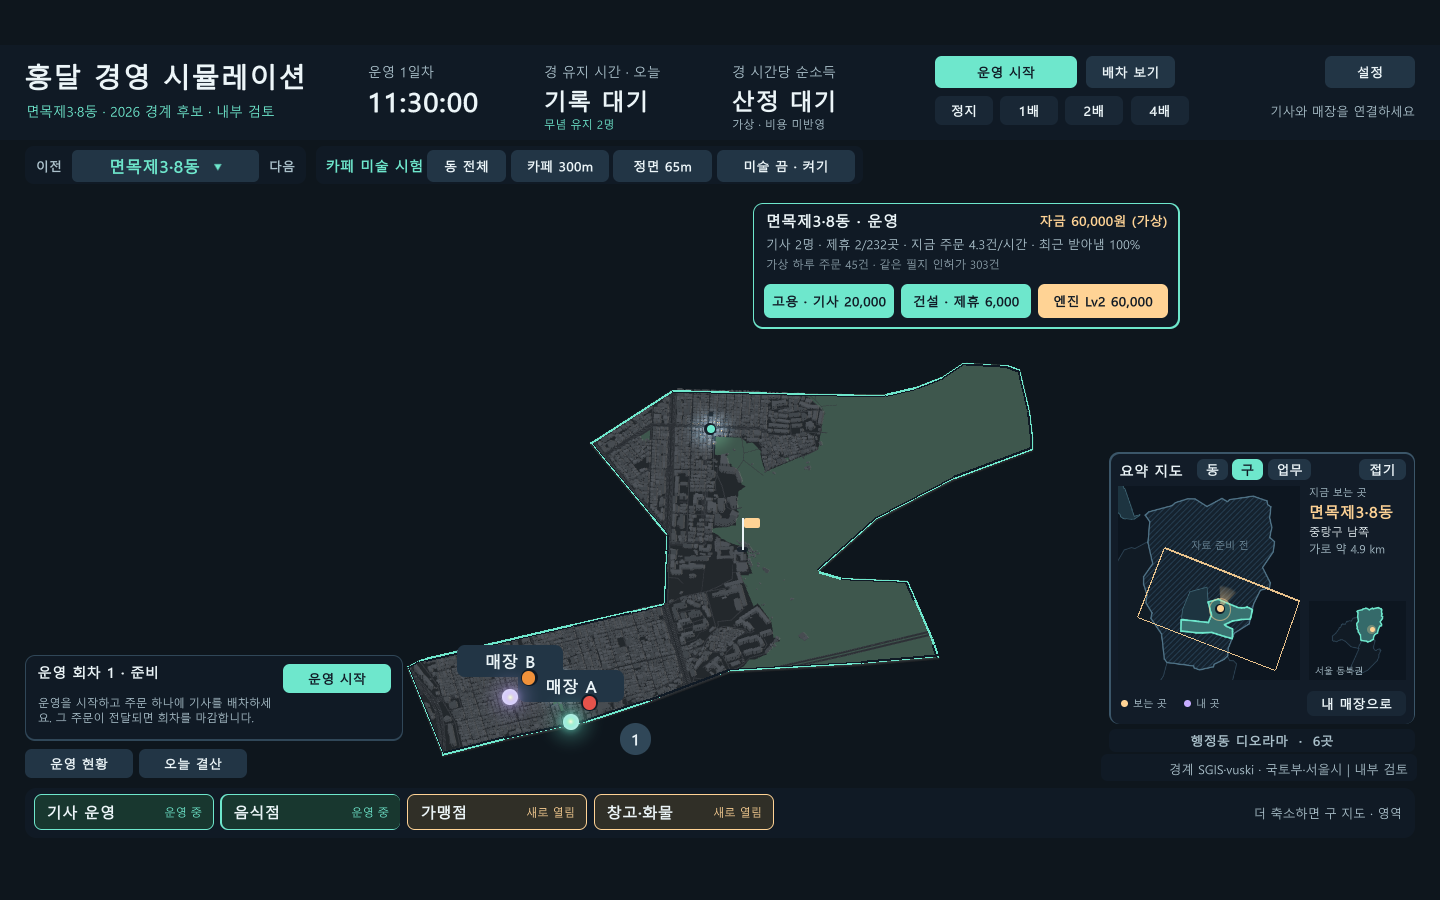 홍달 경영 시뮬레이션
면목제3·8동 · 2026 경계 후보 · 내부 검토
운영 1일차
11:30:00
경 유지 시간 · 오늘
기록 대기
무념 유지 2명
경 시간당 순소득
산정 대기
가상 · 비용 미반영
운영 시작
배차 보기
설정
정지
1배
2배
4배
기사와 매장을 연결하세요
이전
면목제3·8동 ▼
다음
카페 미술 시험
동 전체
카페 300m
정면 65m
미술 끔 · 켜기
면목제3·8동 · 운영
자금 60,000원 (가상)
기사 2명 · 제휴 2/232곳 · 지금 주문 4.3건/시간 · 최근 받아냄 100%
가상 하루 주문 45건 · 같은 필지 인허가 303건
고용 · 기사 20,000
건설 · 제휴 6,000
엔진 Lv2 60,000
요약 지도
동
구
업무
접기
지금 보는 곳
면목제3·8동
중랑구 남쪽
가로 약 4.9 km
자료 준비 전
서울 동북권
보는 곳
내 곳
내 매장으로
매장 B
매장 A
1
운영 회차 1 · 준비
운영 시작
운영을 시작하고 주문 하나에 기사를 배차하세
요. 그 주문이 전달되면 회차를 마감합니다.
운영 현황
오늘 결산
행정동 디오라마 · 6곳
경계 SGIS·vuski · 국토부·서울시 | 내부 검토
기사 운영
운영 중
음식점
운영 중
가맹점
새로 열림
창고·화물
새로 열림
더 축소하면 구 지도 · 영역